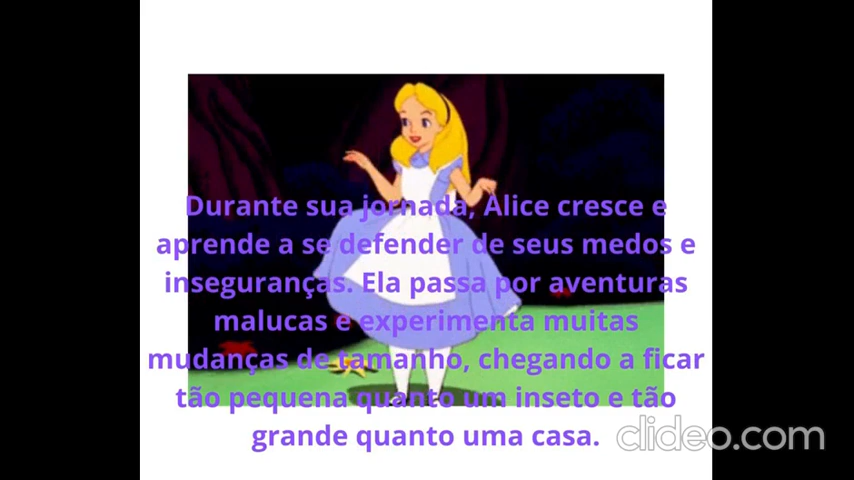 Durante sua jornada, Alice cresce e
aprende a se defender de seus medos e
inseguranças. Ela passa por aventuras
malucas e experimenta muitas
mudanças de tamanho, chegando a ficar
tão pequena quanto um inseto e tão
grande quanto uma casa.
clideo.com